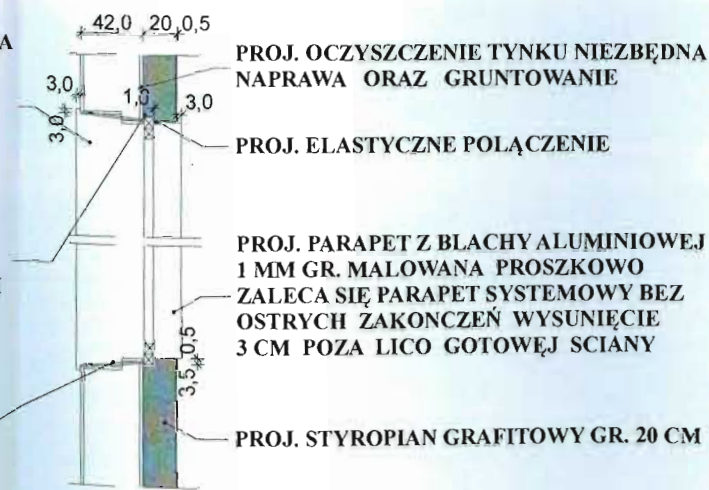 42,0 20 0,5
A
PROJ. OCZYSZCZENIE TYNKU NIEZBĘDNA
NAPRAWA ORAZ GRUNTOWANIE
3,0
1,0
3,0
3,0
PROJ. ELASTYCZNE POŁĄCZENIE
PROJ. PARAPET Z BLACHY ALUMINIOWEJ
1 MM GR. MALOWANA PROSZKOWO
ZALECA SIĘ PARAPET SYSTEMOWY BEZ
OSTRYCH ZAKONCZEŃ WYSUNIĘCIE
3 CM POZA LICO GOTOWĘJ SCIANY
3,5 0,5
PROJ. STYROPIAN GRAFITOWY GR. 20 CM